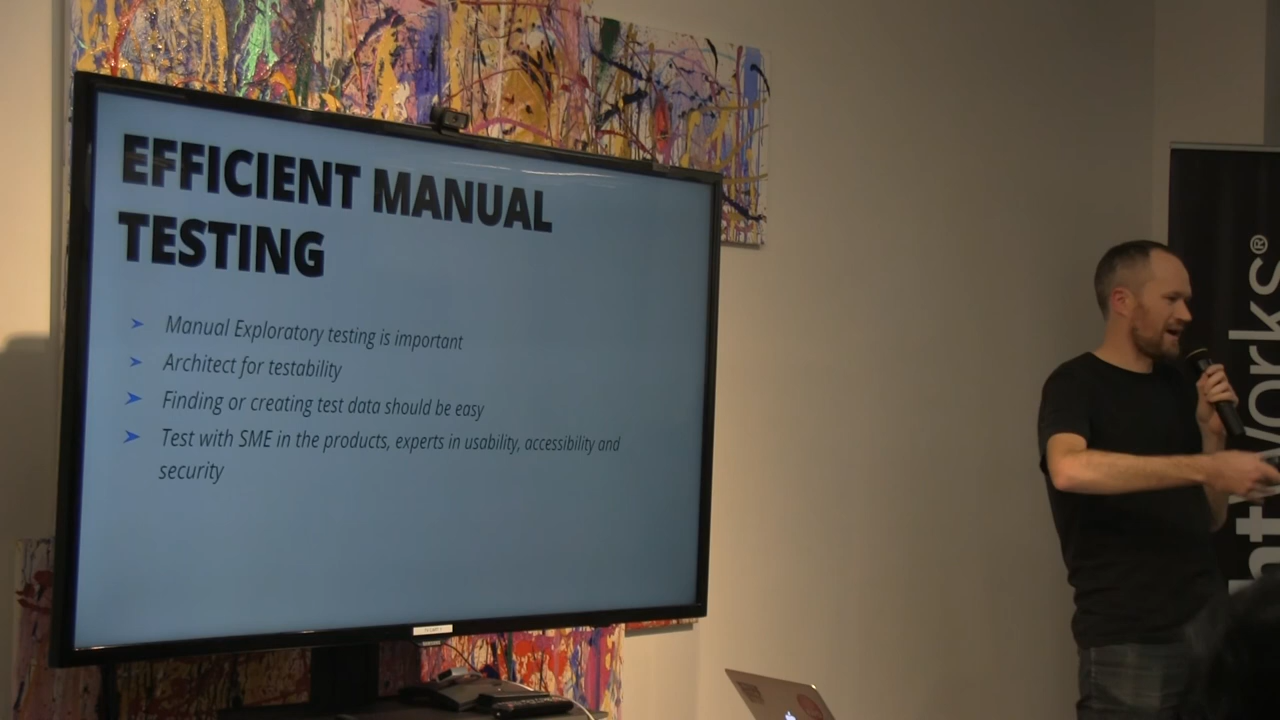 EFFICIENT MANUAL
TESTING
Manual Exploratory testing is important
Architect for testability
Finding or creating test data should be easy
Test with SME in the products, experts in usability, accessibility and
security
htworks®